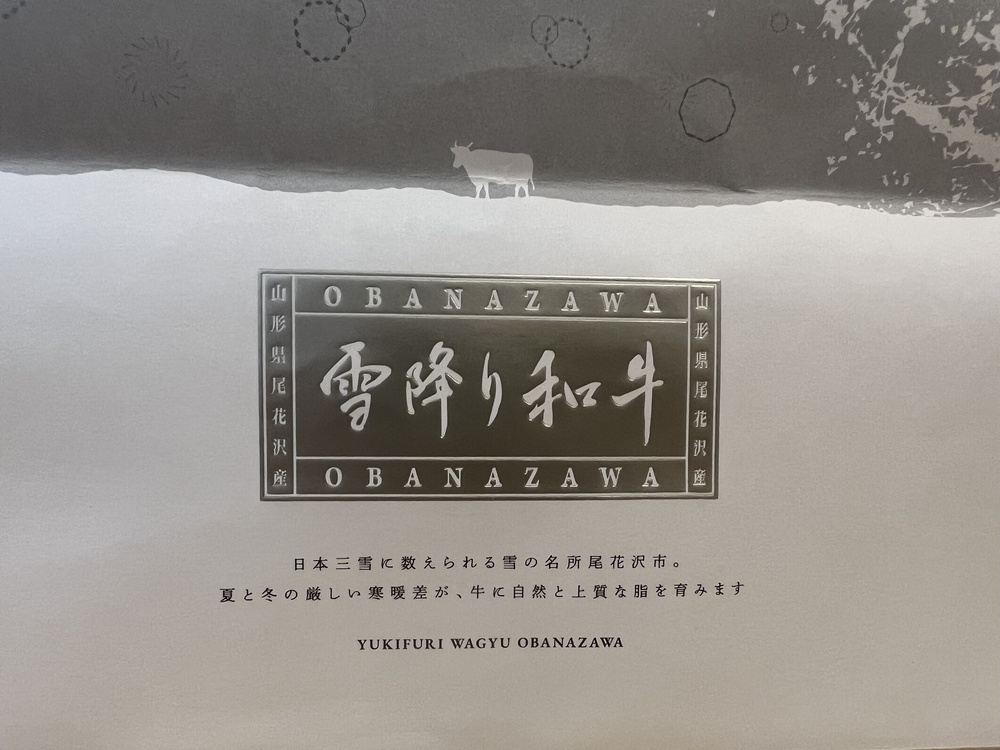 OBANAZAWA
山形県尾花沢産
雪降り和牛
山形県尾花沢産
OBANAZAWA
日本三雪に数えられる雪の名所尾花沢市。
夏と冬の厳しい寒暖差が、牛に自然と上質な脂を育みます
YUKIFURI WAGYU OBANAZAWA